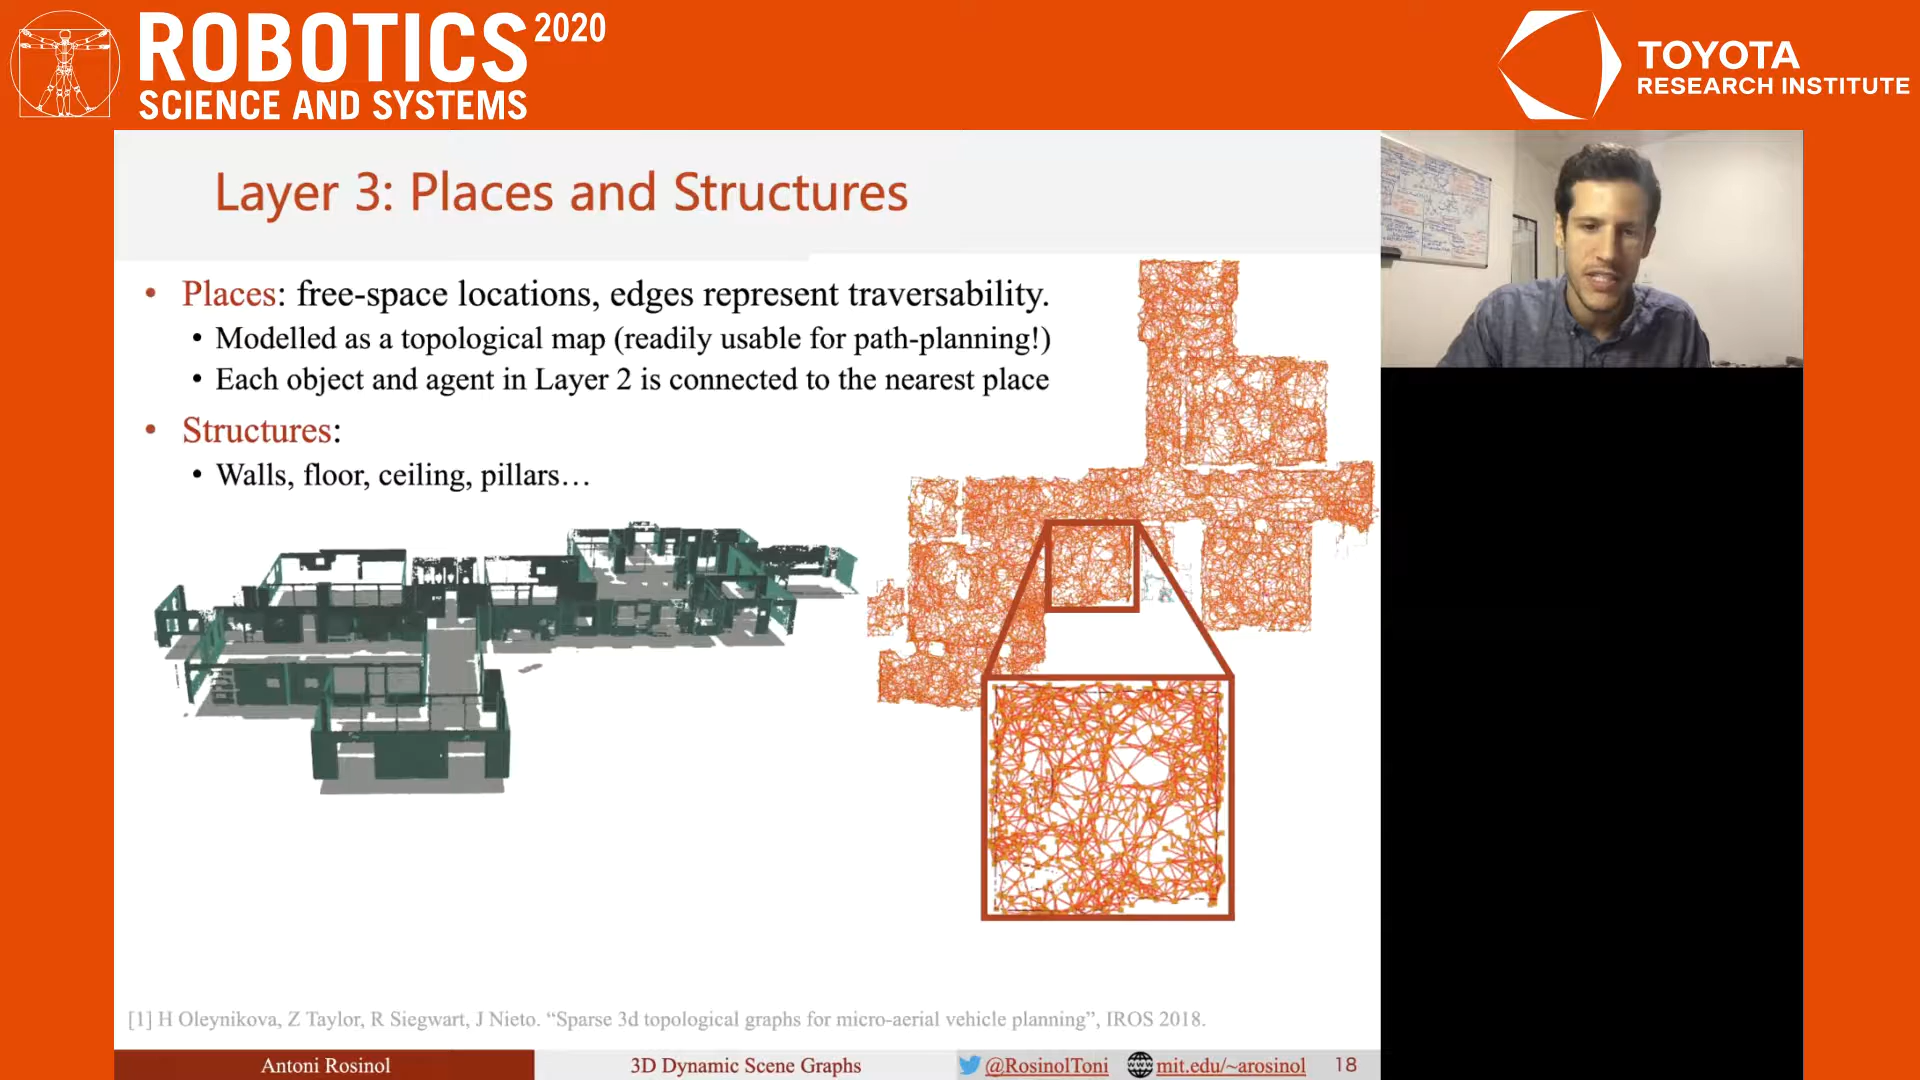 ROBOTICS 2020
SCIENCE AND SYSTEMS
TOYOTA
RESEARCH INSTITUTE
Layer 3: Places and Structures
• Places: free-space locations, edges represent traversability.
• Modelled as a topological map (readily usable for path-planning!)
• Each object and agent in Layer 2 is connected to the nearest place
• Structures:
• Walls, floor, ceiling, pillars…
[1] H Oleynikova, Z Taylor, R Siegwart, J Nieto. “Sparse 3d topological graphs for micro-aerial vehicle planning”, IROS 2018.
Antoni Rosinol
3D Dynamic Scene Graphs
@RosinolToni
mit.edu/~arosinol
18